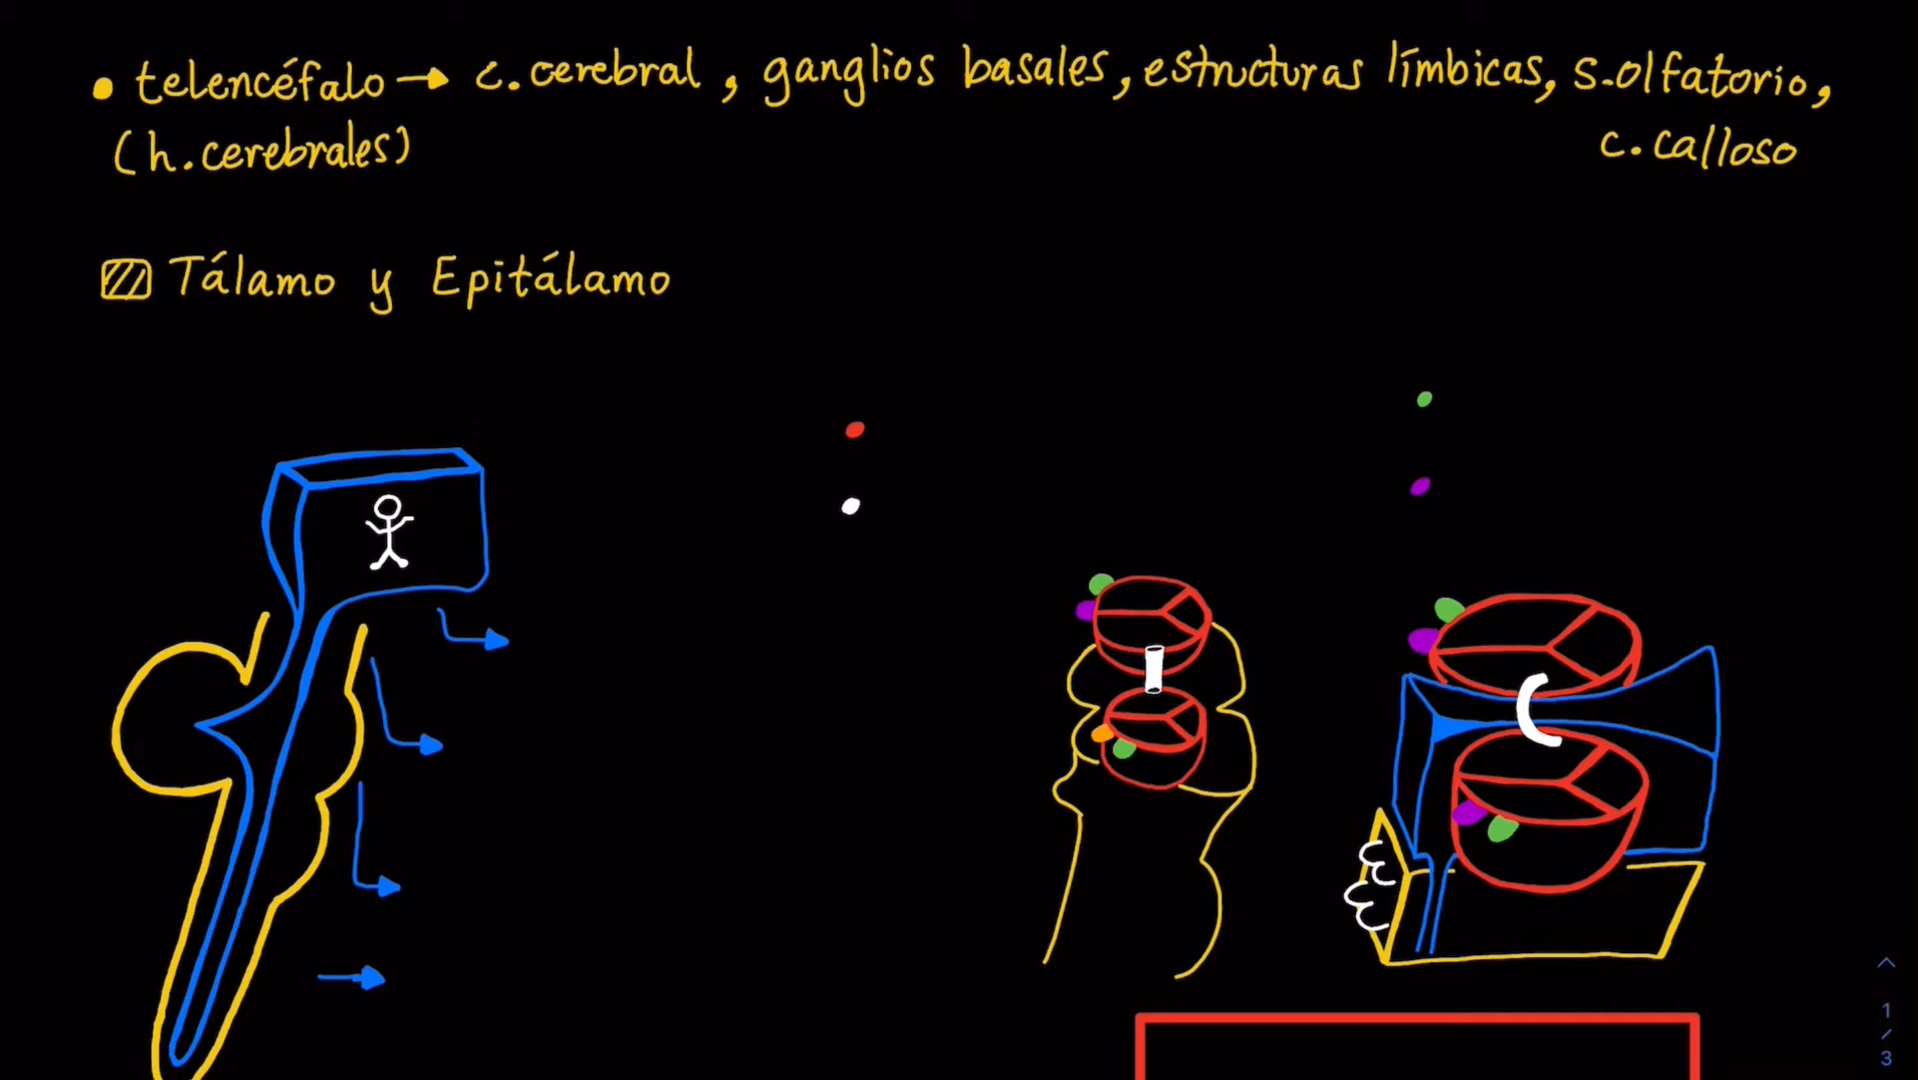 • telencéfalo → c. cerebral, ganglios basales, estructuras límbicas, s. olfatorio,
(h. cerebrales) c. calloso
Tálamo y Epitálamo
1
/
3